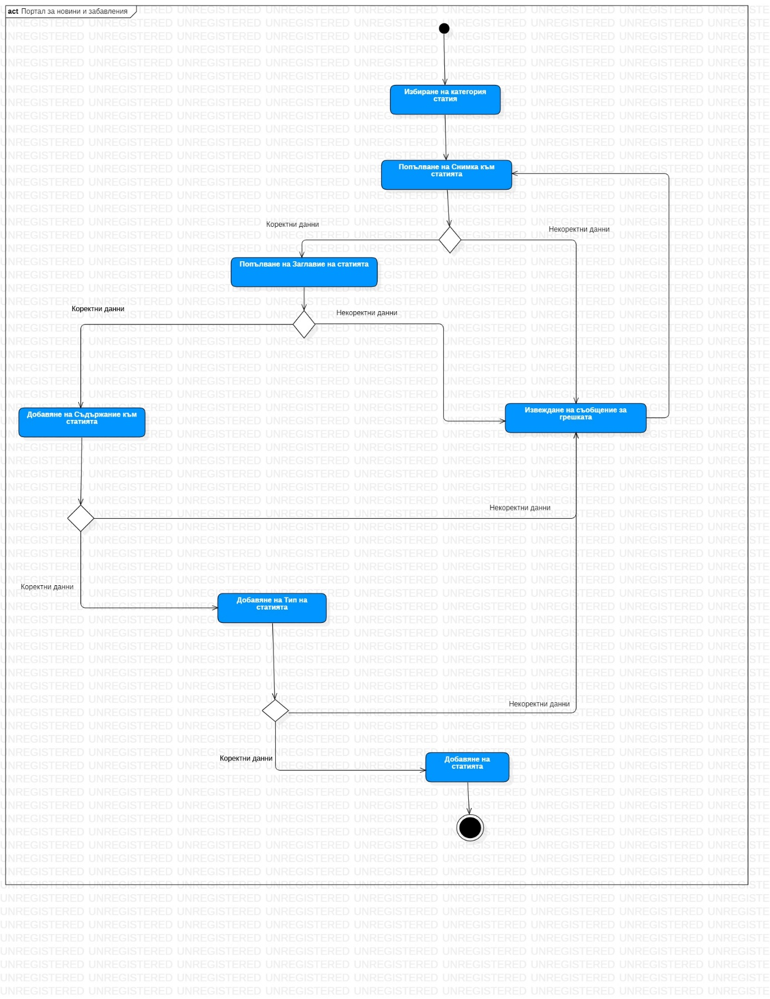 act Портал за новини и забавления
Избиране на категория
статия
Попълване на Снимка към
статията
Коректни данни
Некоректни данни
Попълване на Заглавие на статията
Коректни данни
Некоректни данни
Добавяне на Съдържание към
статията
Извеждане на съобщение за
грешката
Некоректни данни
Коректни данни
Добавяне на Тип на
статията
Некоректни данни
Коректни данни
Добавяне на
статията
UNREGISTERED